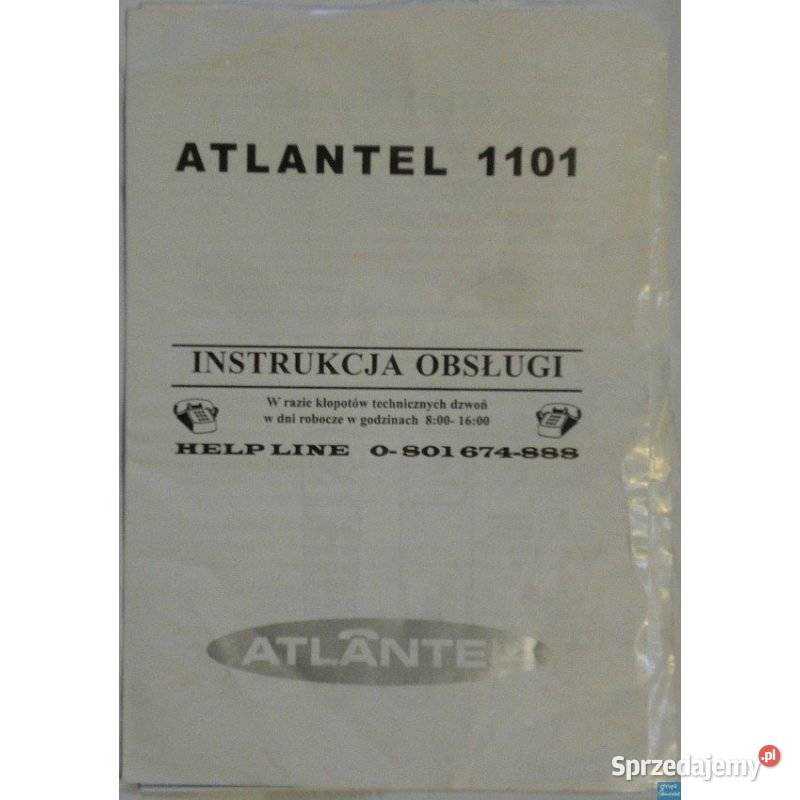 ATLANTEL 1101
INSTRUKCJA OBSŁUGI
W razie kłopotów technicznych dzwoń
w dni robocze w godzinach 8:00- 16:00
HELP LINE 0-801 674-888
ATLANTEL
Sprzedajemy.pl